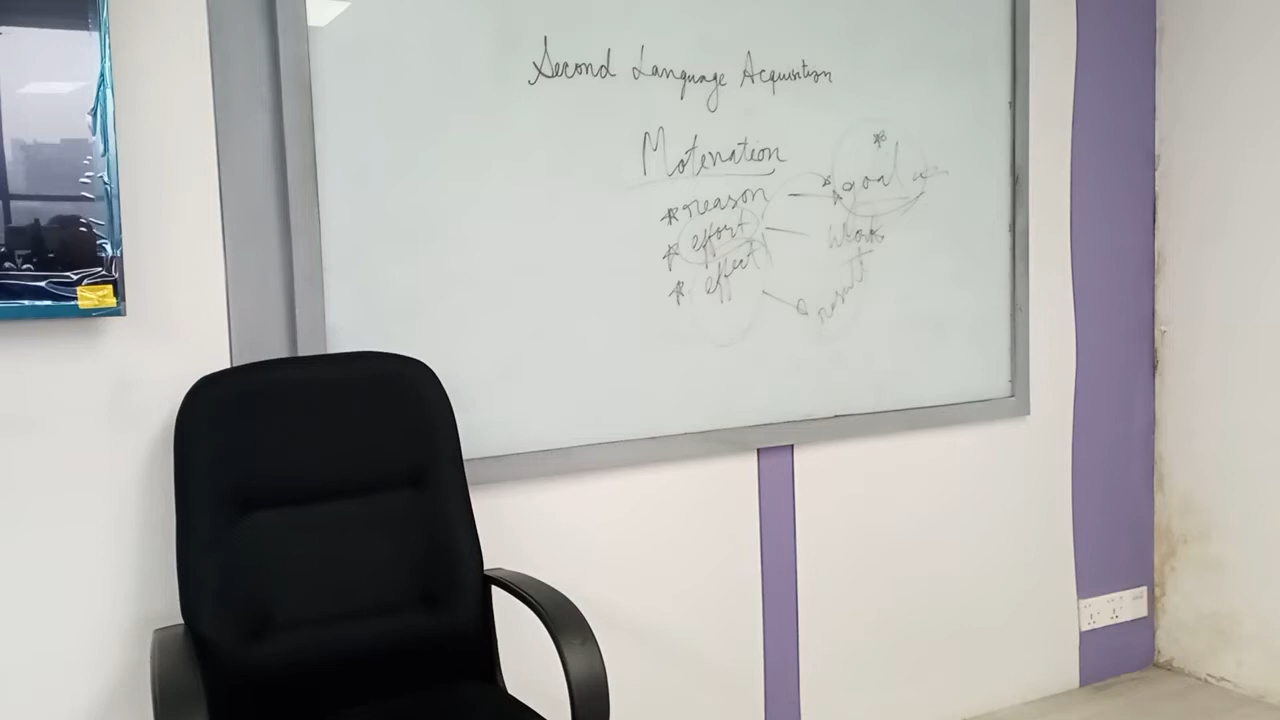 Second Language Acquisition
Motivation
* reason — * goal
* effort — work
* effect — result